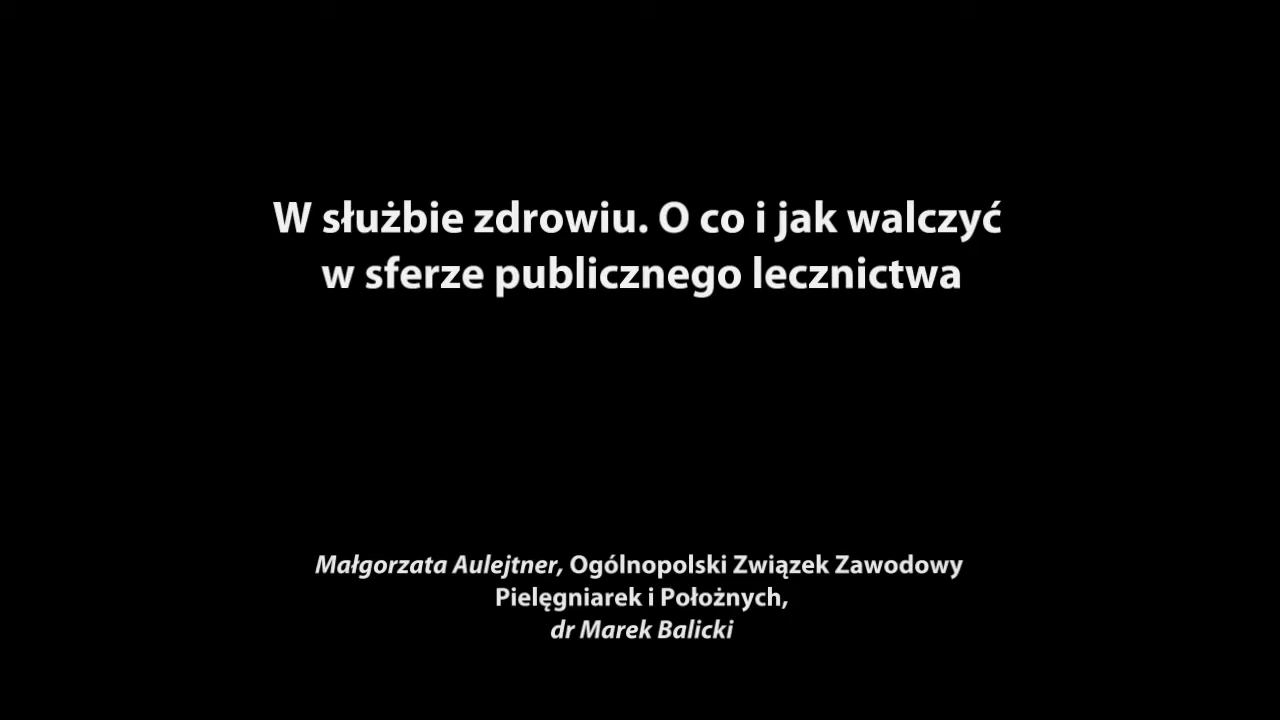 W służbie zdrowiu. O co i jak walczyć
w sferze publicznego lecznictwa
Małgorzata Aulejtner, Ogólnopolski Związek Zawodowy
Pielęgniarek i Położnych,
dr Marek Balicki